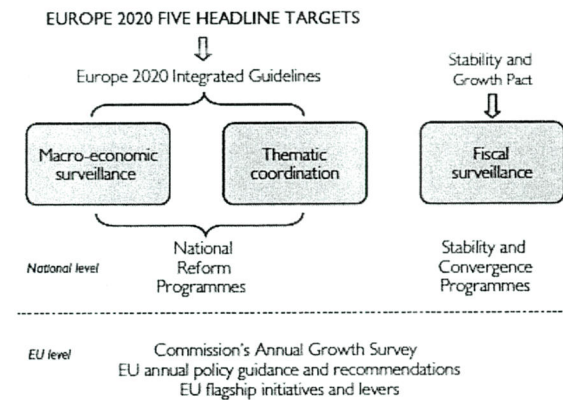 EUROPE 2020 FIVE HEADLINE TARGETS
Europe 2020 Integrated Guidelines
Stability and
Growth Pact
Macro-economic
surveillance
Thematic
coordination
Fiscal
surveillance
National level
National
Reform
Programmes
Stability and
Convergence
Programmes
EU level
Commission's Annual Growth Survey
EU annual policy guidance and recommendations
EU flagship initiatives and levers